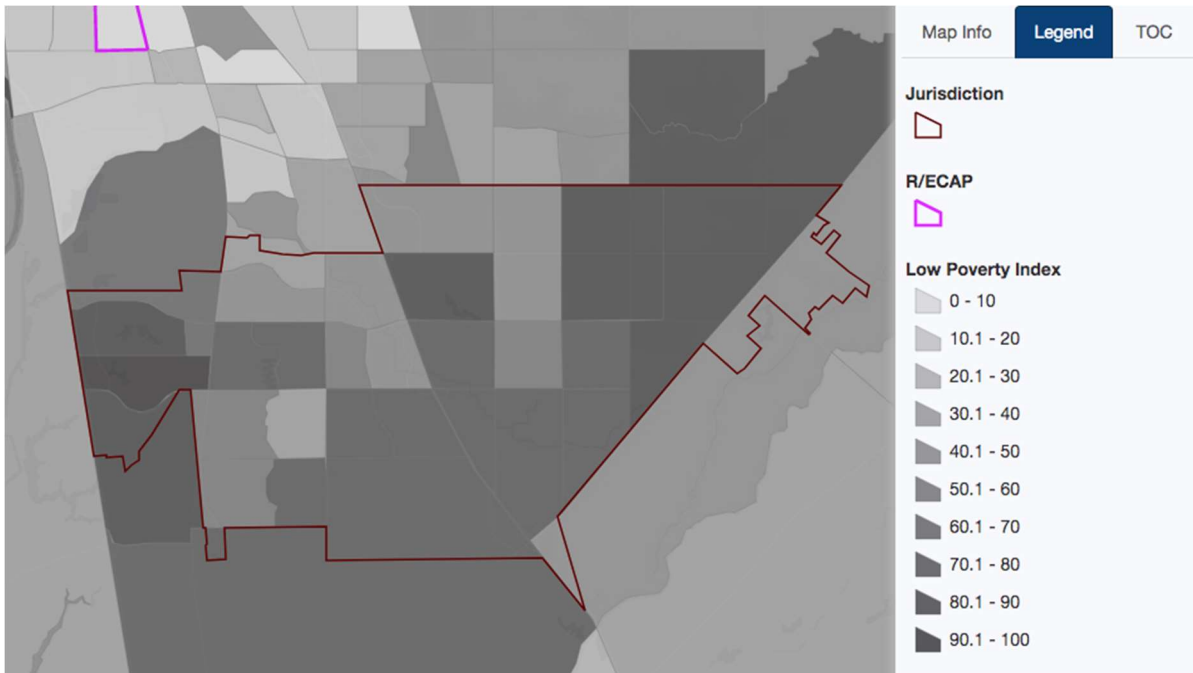 Map Info Legend TOC
Jurisdiction
R/ECAP
Low Poverty Index
0 - 10
10.1 - 20
20.1 - 30
30.1 - 40
40.1 - 50
50.1 - 60
60.1 - 70
70.1 - 80
80.1 - 90
90.1 - 100